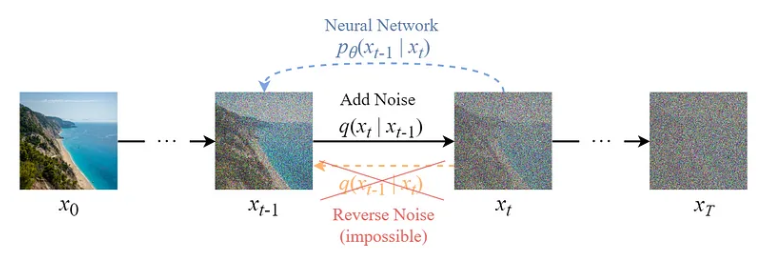 Neural Network
pθ(xt-1 | xt)
Add Noise
... q(xt | xt-1) ...
q(xt-1 | xt)
x0 xt-1 Reverse Noise xt xT
(impossible)